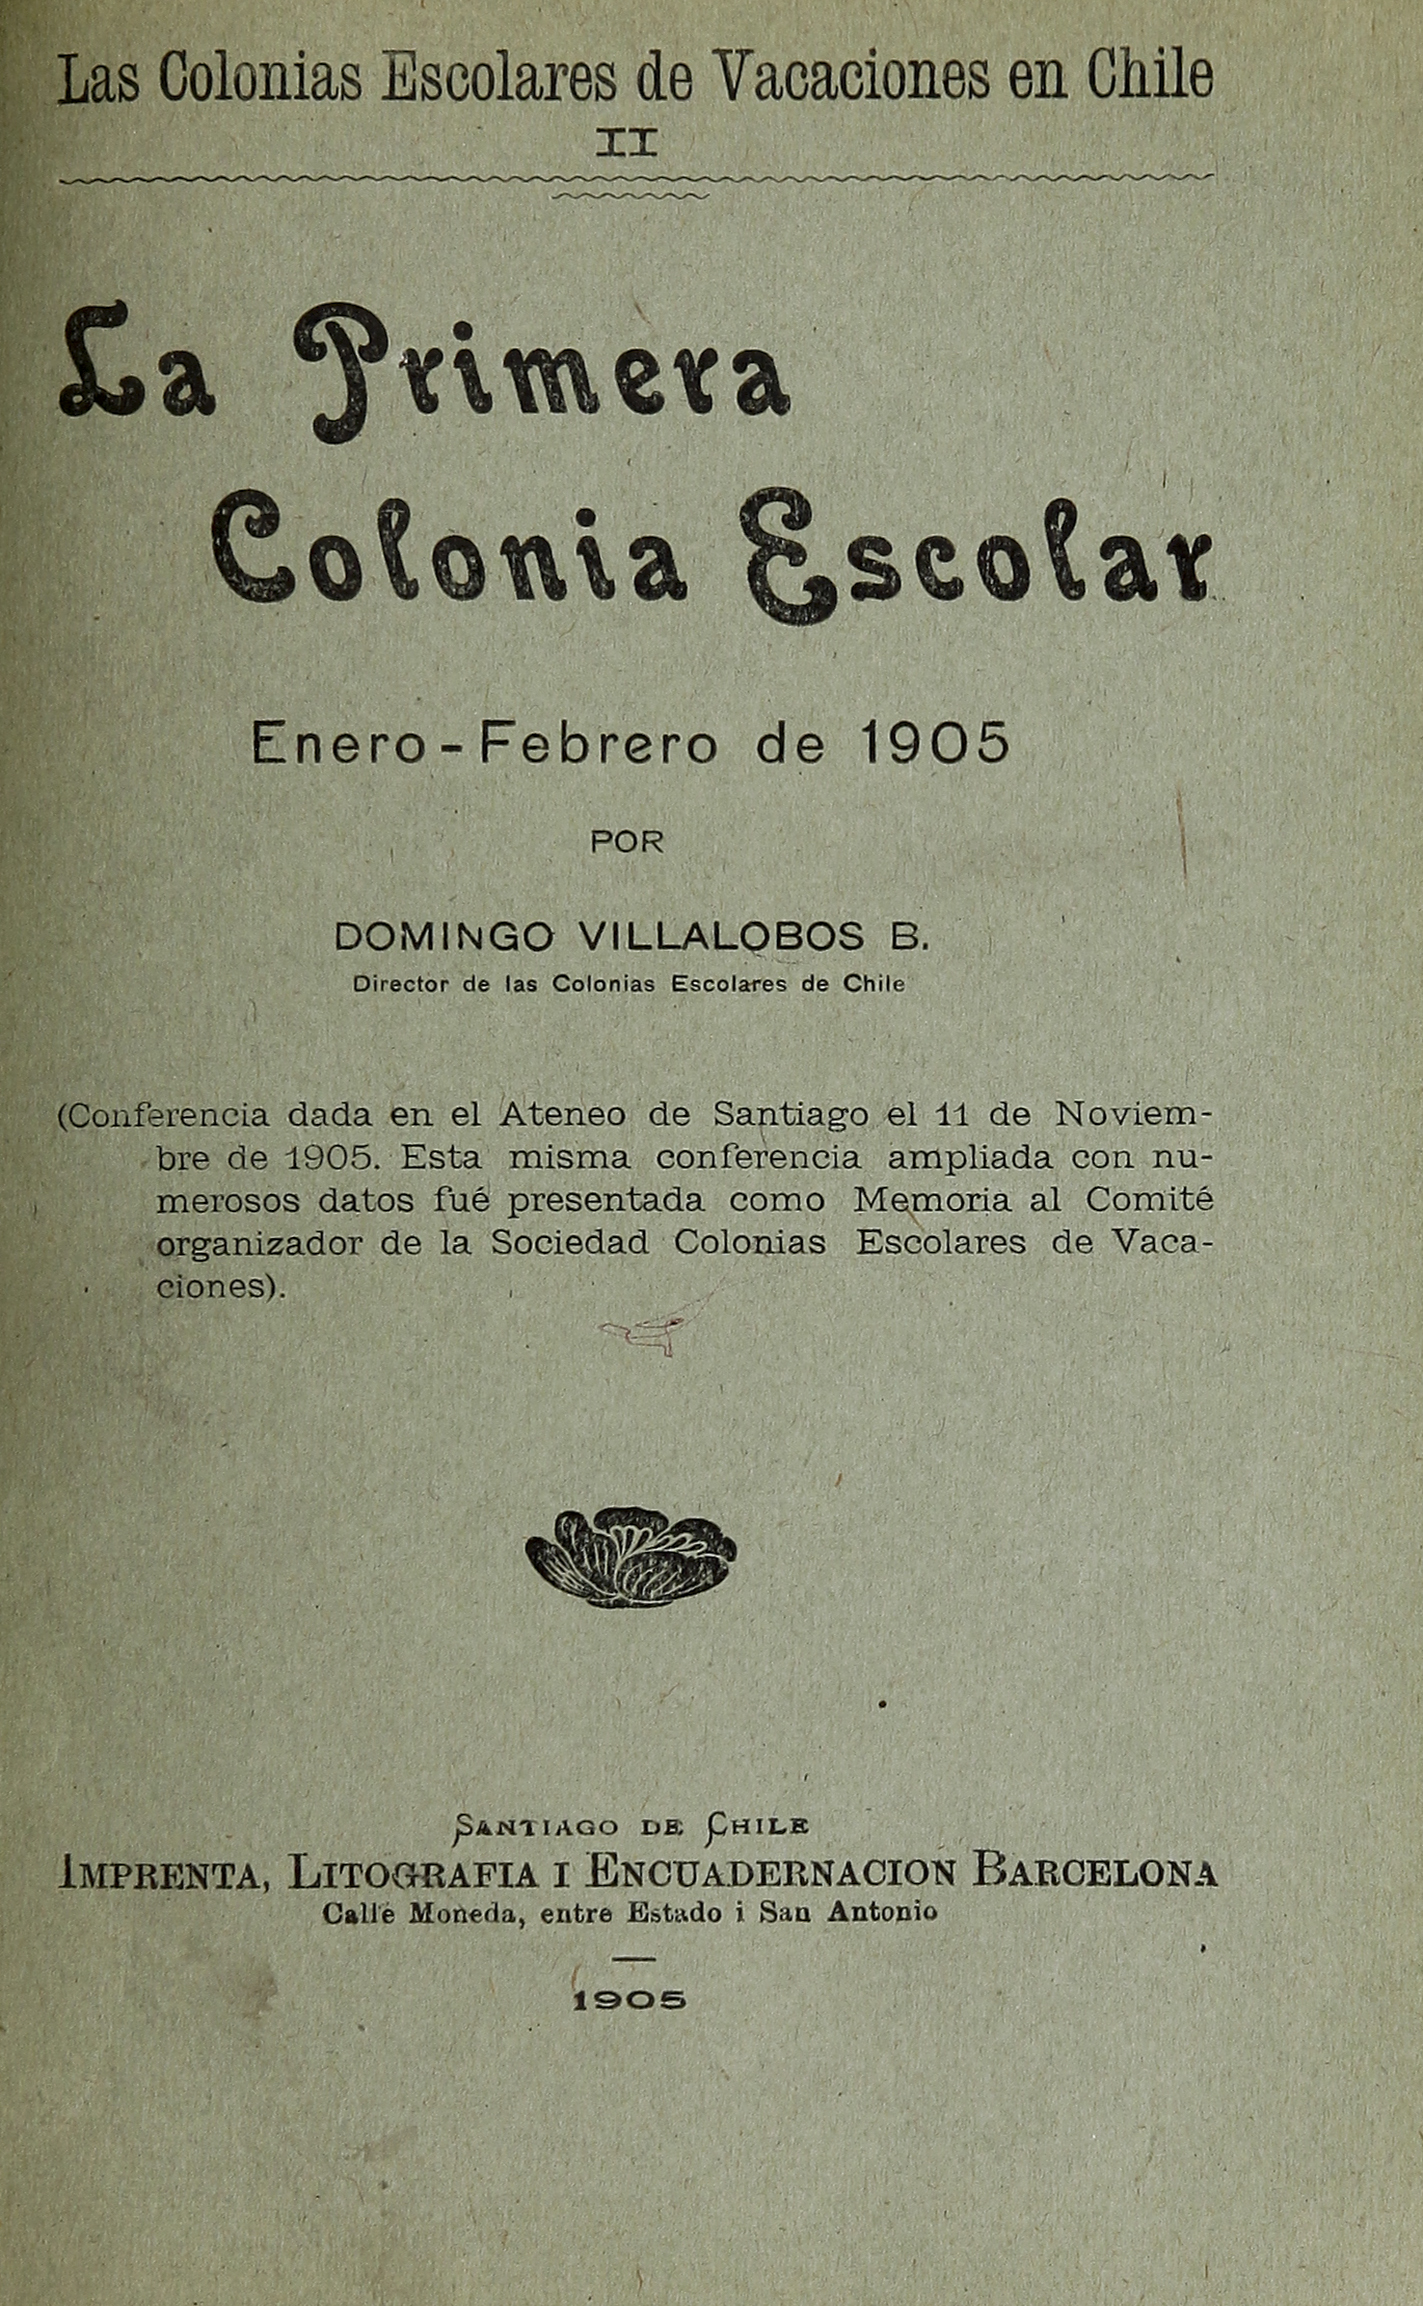 Las Colonias Escolares de Vacaciones en Chile
II
La Primera
Colonia Escolar
Enero-Febrero de 1905
POR
DOMINGO VILLALOBOS B.
Director de las Colonias Escolares de Chile
(Conferencia dada en el Ateneo de Santiago el 11 de Noviem-
bre de 1905. Esta misma conferencia ampliada con nu-
merosos datos fué presentada como Memoria al Comité
organizador de la Sociedad Colonias Escolares de Vaca-
ciones).
SANTIAGO DE CHILE
IMPRENTA, LITOGRAFIA I ENCUADERNACION BARCELONA
Calle Moneda, entre Estado i San Antonio
1905